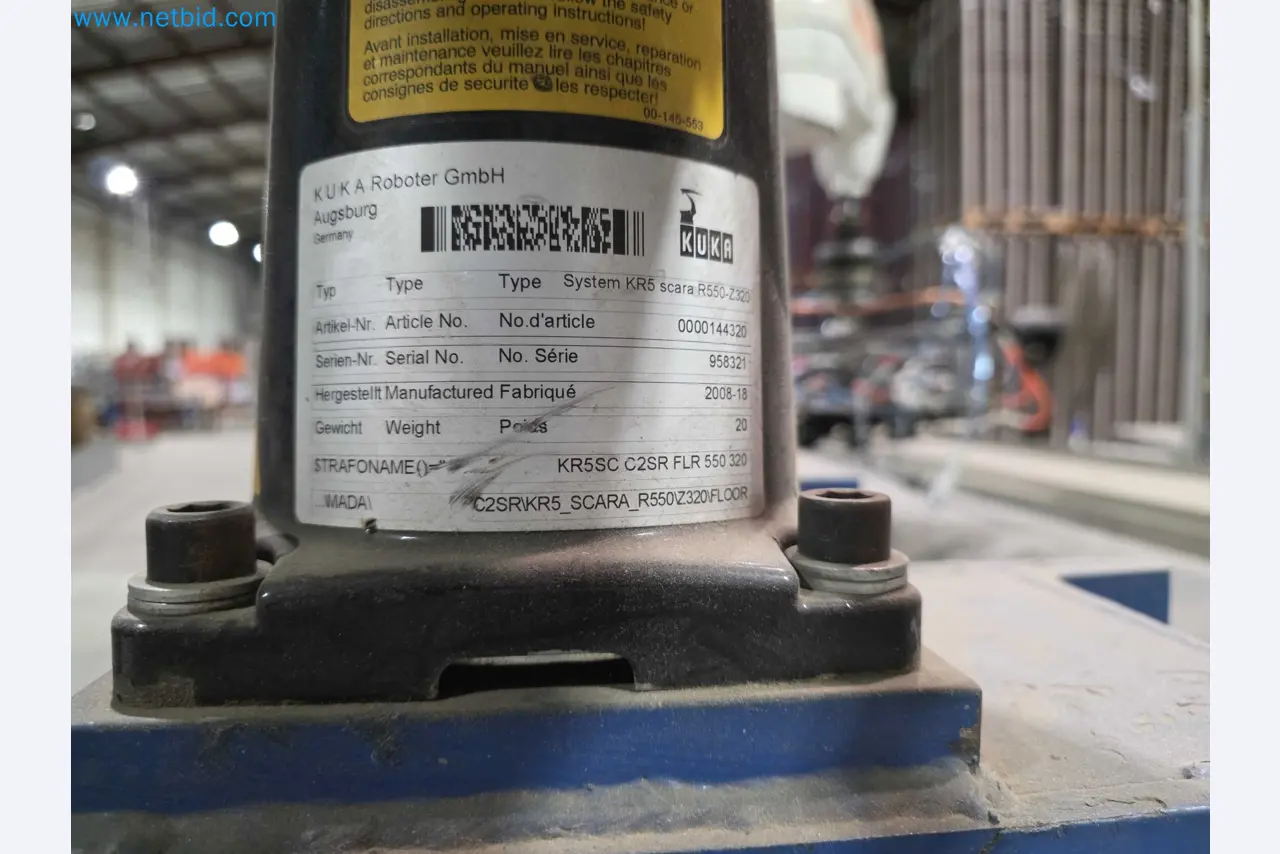 www.netbid.com
directions and operating instructions!
Avant installation, mise en service, reparation
et maintenance veuillez lire les chapitres
correspondants du manuel ainsi que les
consignes de securite et les respecter!
00-145-553
KUKA Roboter GmbH
Augsburg
Germany
KUKA
Typ Type Type System KR5 scara R550-Z320
Artikel-Nr. Article No. No.d'article 0000144320
Serien-Nr. Serial No. No. Série 958321
Hergestellt Manufactured Fabriqué 2008-18
Gewicht Weight Poids 20
$TRAFONAME()=" KR5SC C2SR FLR 550 320
...\MADA\ C2SR\KR5_SCARA_R550\Z320\FLOOR